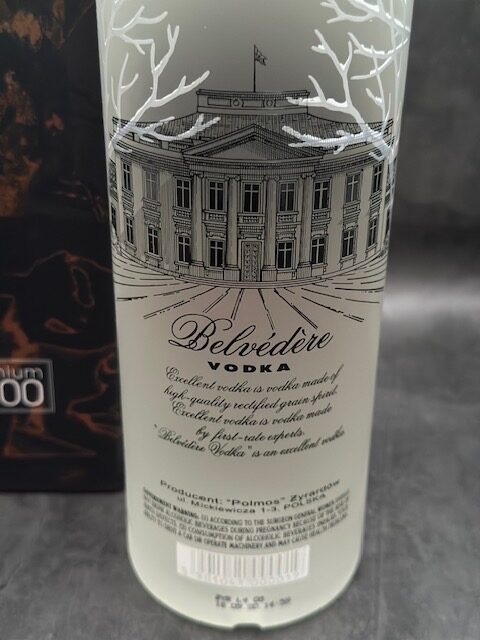 Belvédère
VODKA
Excellent vodka is vodka made of
high-quality rectified grain spirit.
Excellent vodka is vodka made
by first-rate experts.
"Belvédère Vodka" is an excellent vodka.
Producent: "Polmos" Żyrardów
ul. Mickiewicza 1-3, POLSKA
GOVERNMENT WARNING: (1) ACCORDING TO THE SURGEON GENERAL WOMEN SHOULD
NOT DRINK ALCOHOLIC BEVERAGES DURING PREGNANCY BECAUSE OF THE RISK
OF BIRTH DEFECTS. (2) CONSUMPTION OF ALCOHOLIC BEVERAGES IMPAIRS YOUR
ABILITY TO DRIVE A CAR OR OPERATE MACHINERY AND MAY CAUSE HEALTH PROBLEMS.
mium
00